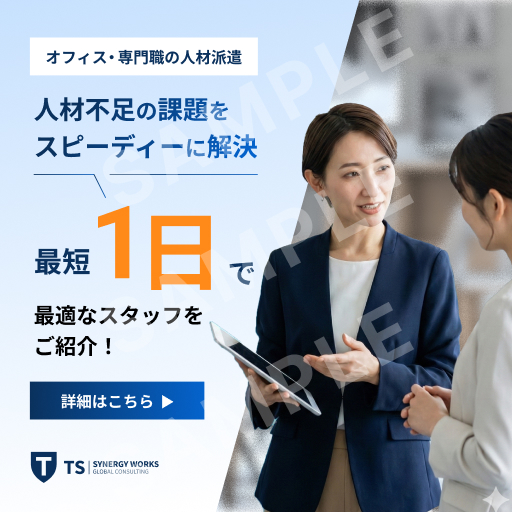 オフィス・専門職の人材派遣
人材不足の課題を
スピーディーに解決
最短1日で
最適なスタッフを
ご紹介！
詳細はこちら ▶
T TS SYNERGY WORKS
GLOBAL CONSULTING
SAMPLE
SAMPLE
SAMPLE